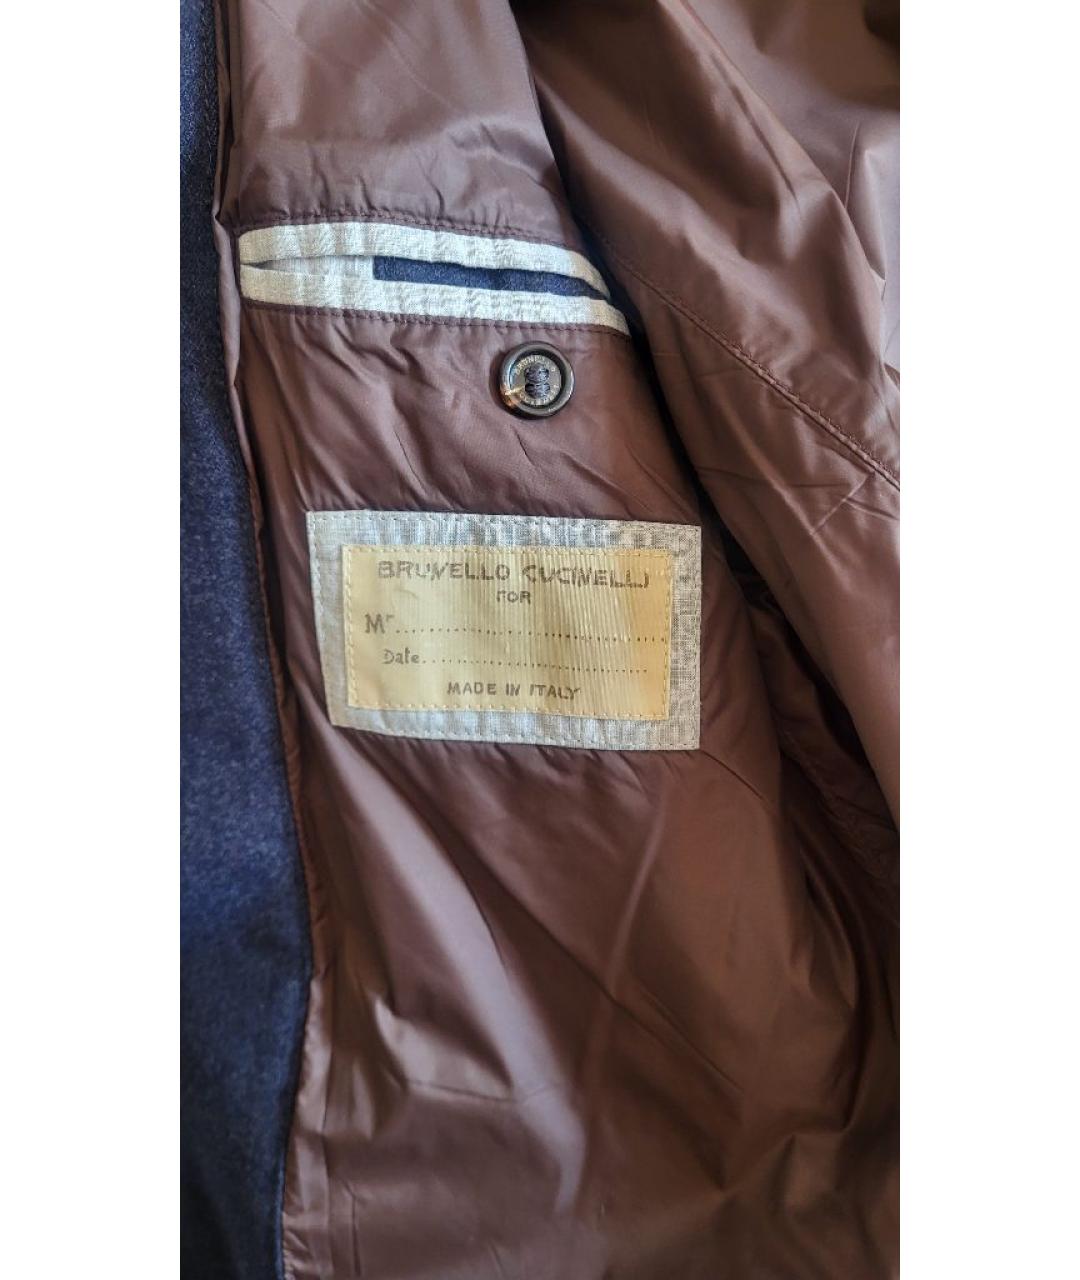 BRUNELLO CUCINELLI
FOR
Mr....................................
Date..............................
MADE IN ITALY